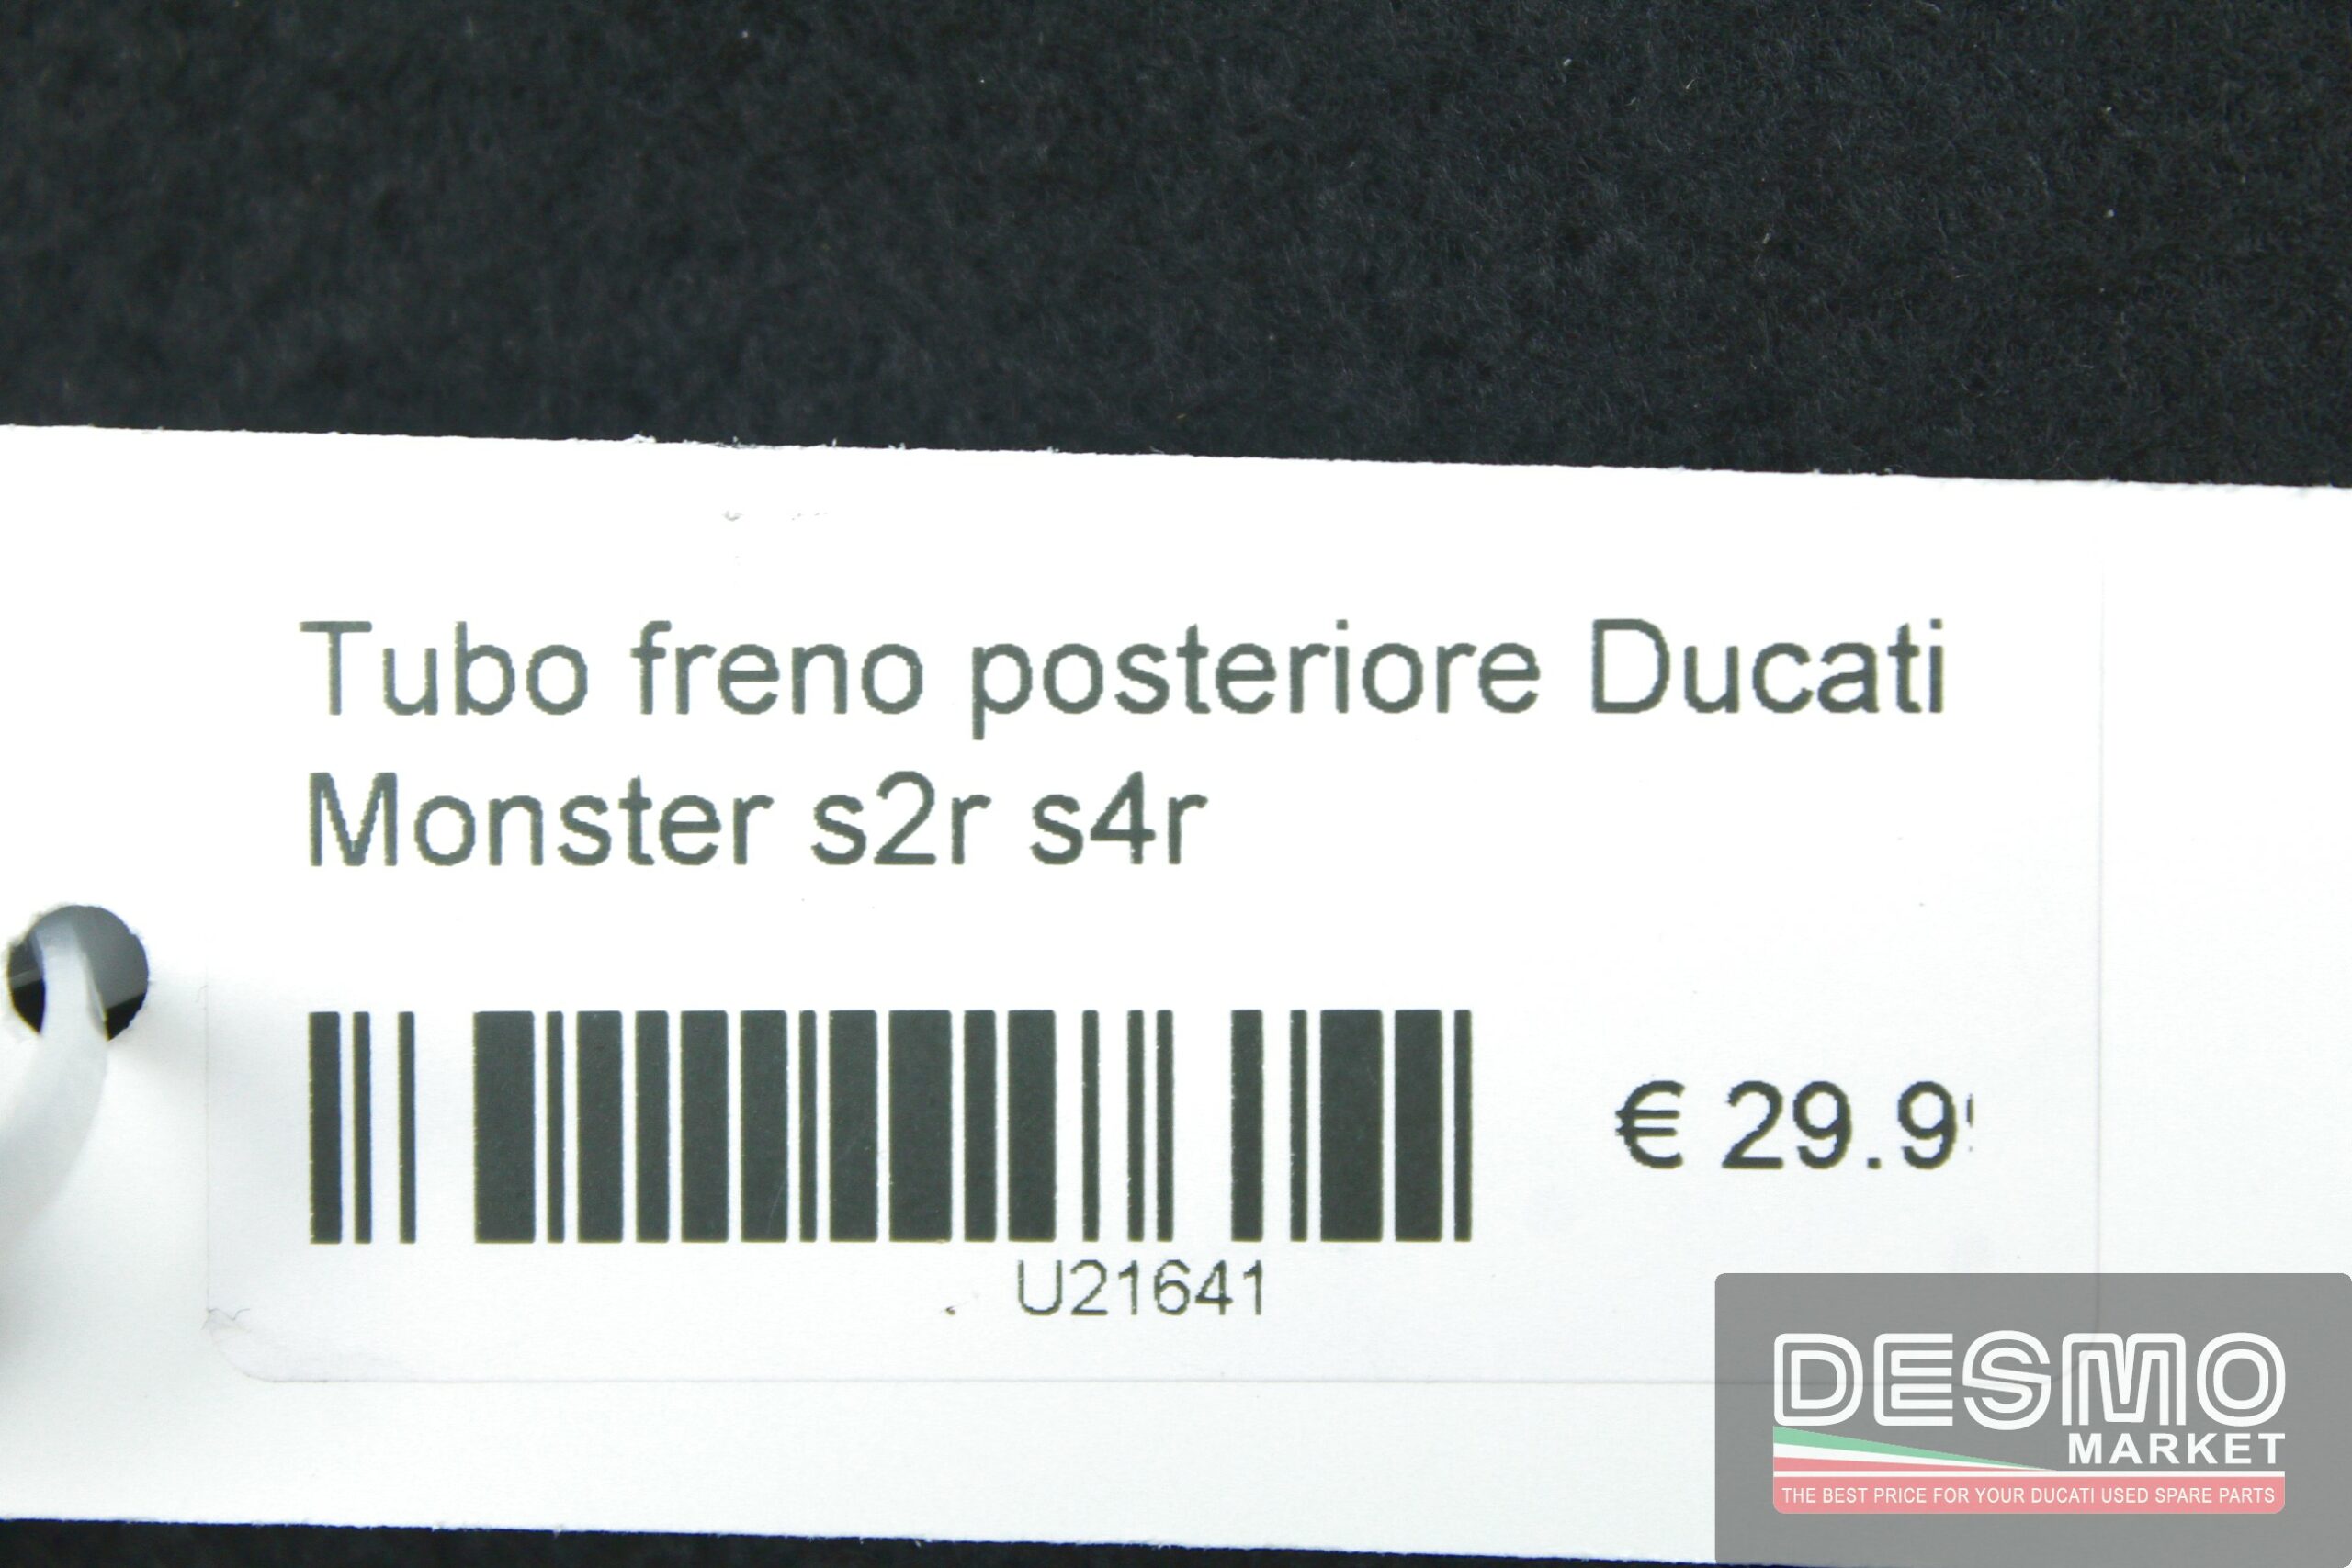 Tubo freno posteriore Ducati
Monster s2r s4r
€ 29.9
U21641
DESMO
MARKET
THE BEST PRICE FOR YOUR DUCATI USED SPARE PARTS